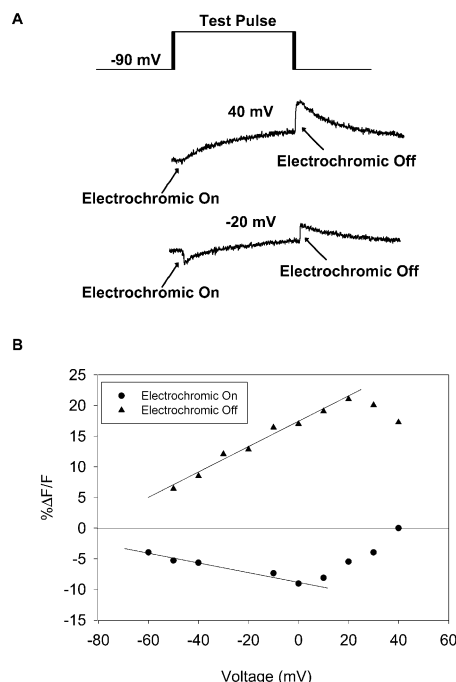 A
Test Pulse
-90 mV
40 mV
Electrochromic Off
Electrochromic On
-20 mV
Electrochromic Off
Electrochromic On
B
25
20
15
10
5
0
-5
-10
-15
%ΔF/F
Electrochromic On
Electrochromic Off
-80 -60 -40 -20 0 20 40 60
Voltage (mV)